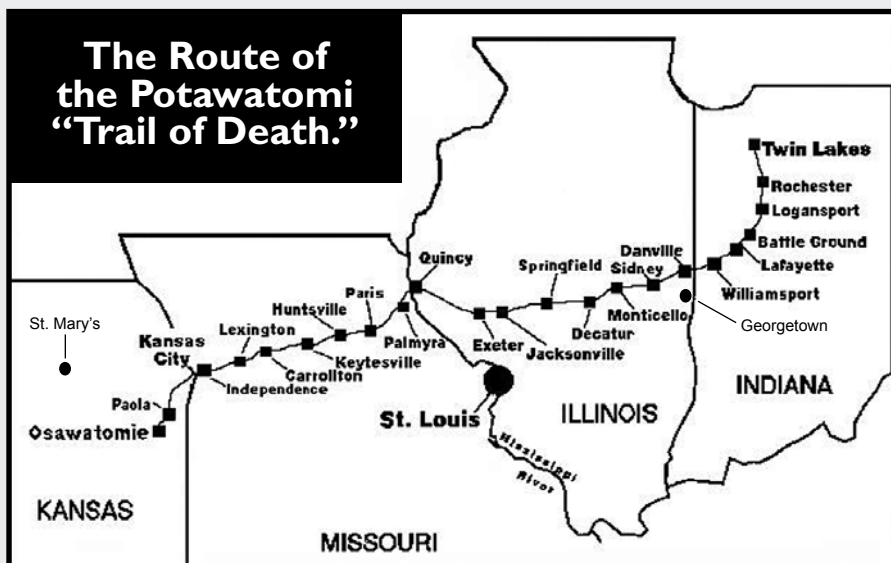 The Route of
the Potawatomi
“Trail of Death.”
Twin Lakes
Rochester
Logansport
Battle Ground
Lafayette
Williamsport
Danville
Sidney
Georgetown
Monticello
Springfield
Decatur
Jacksonville
Exeter
Quincy
Palmyra
Paris
Huntsville
Keytesville
Carrollton
Lexington
Independence
Kansas
City
St. Mary's
Paola
Osawatomie
St. Louis
Mississippi
River
ILLINOIS
INDIANA
KANSAS
MISSOURI